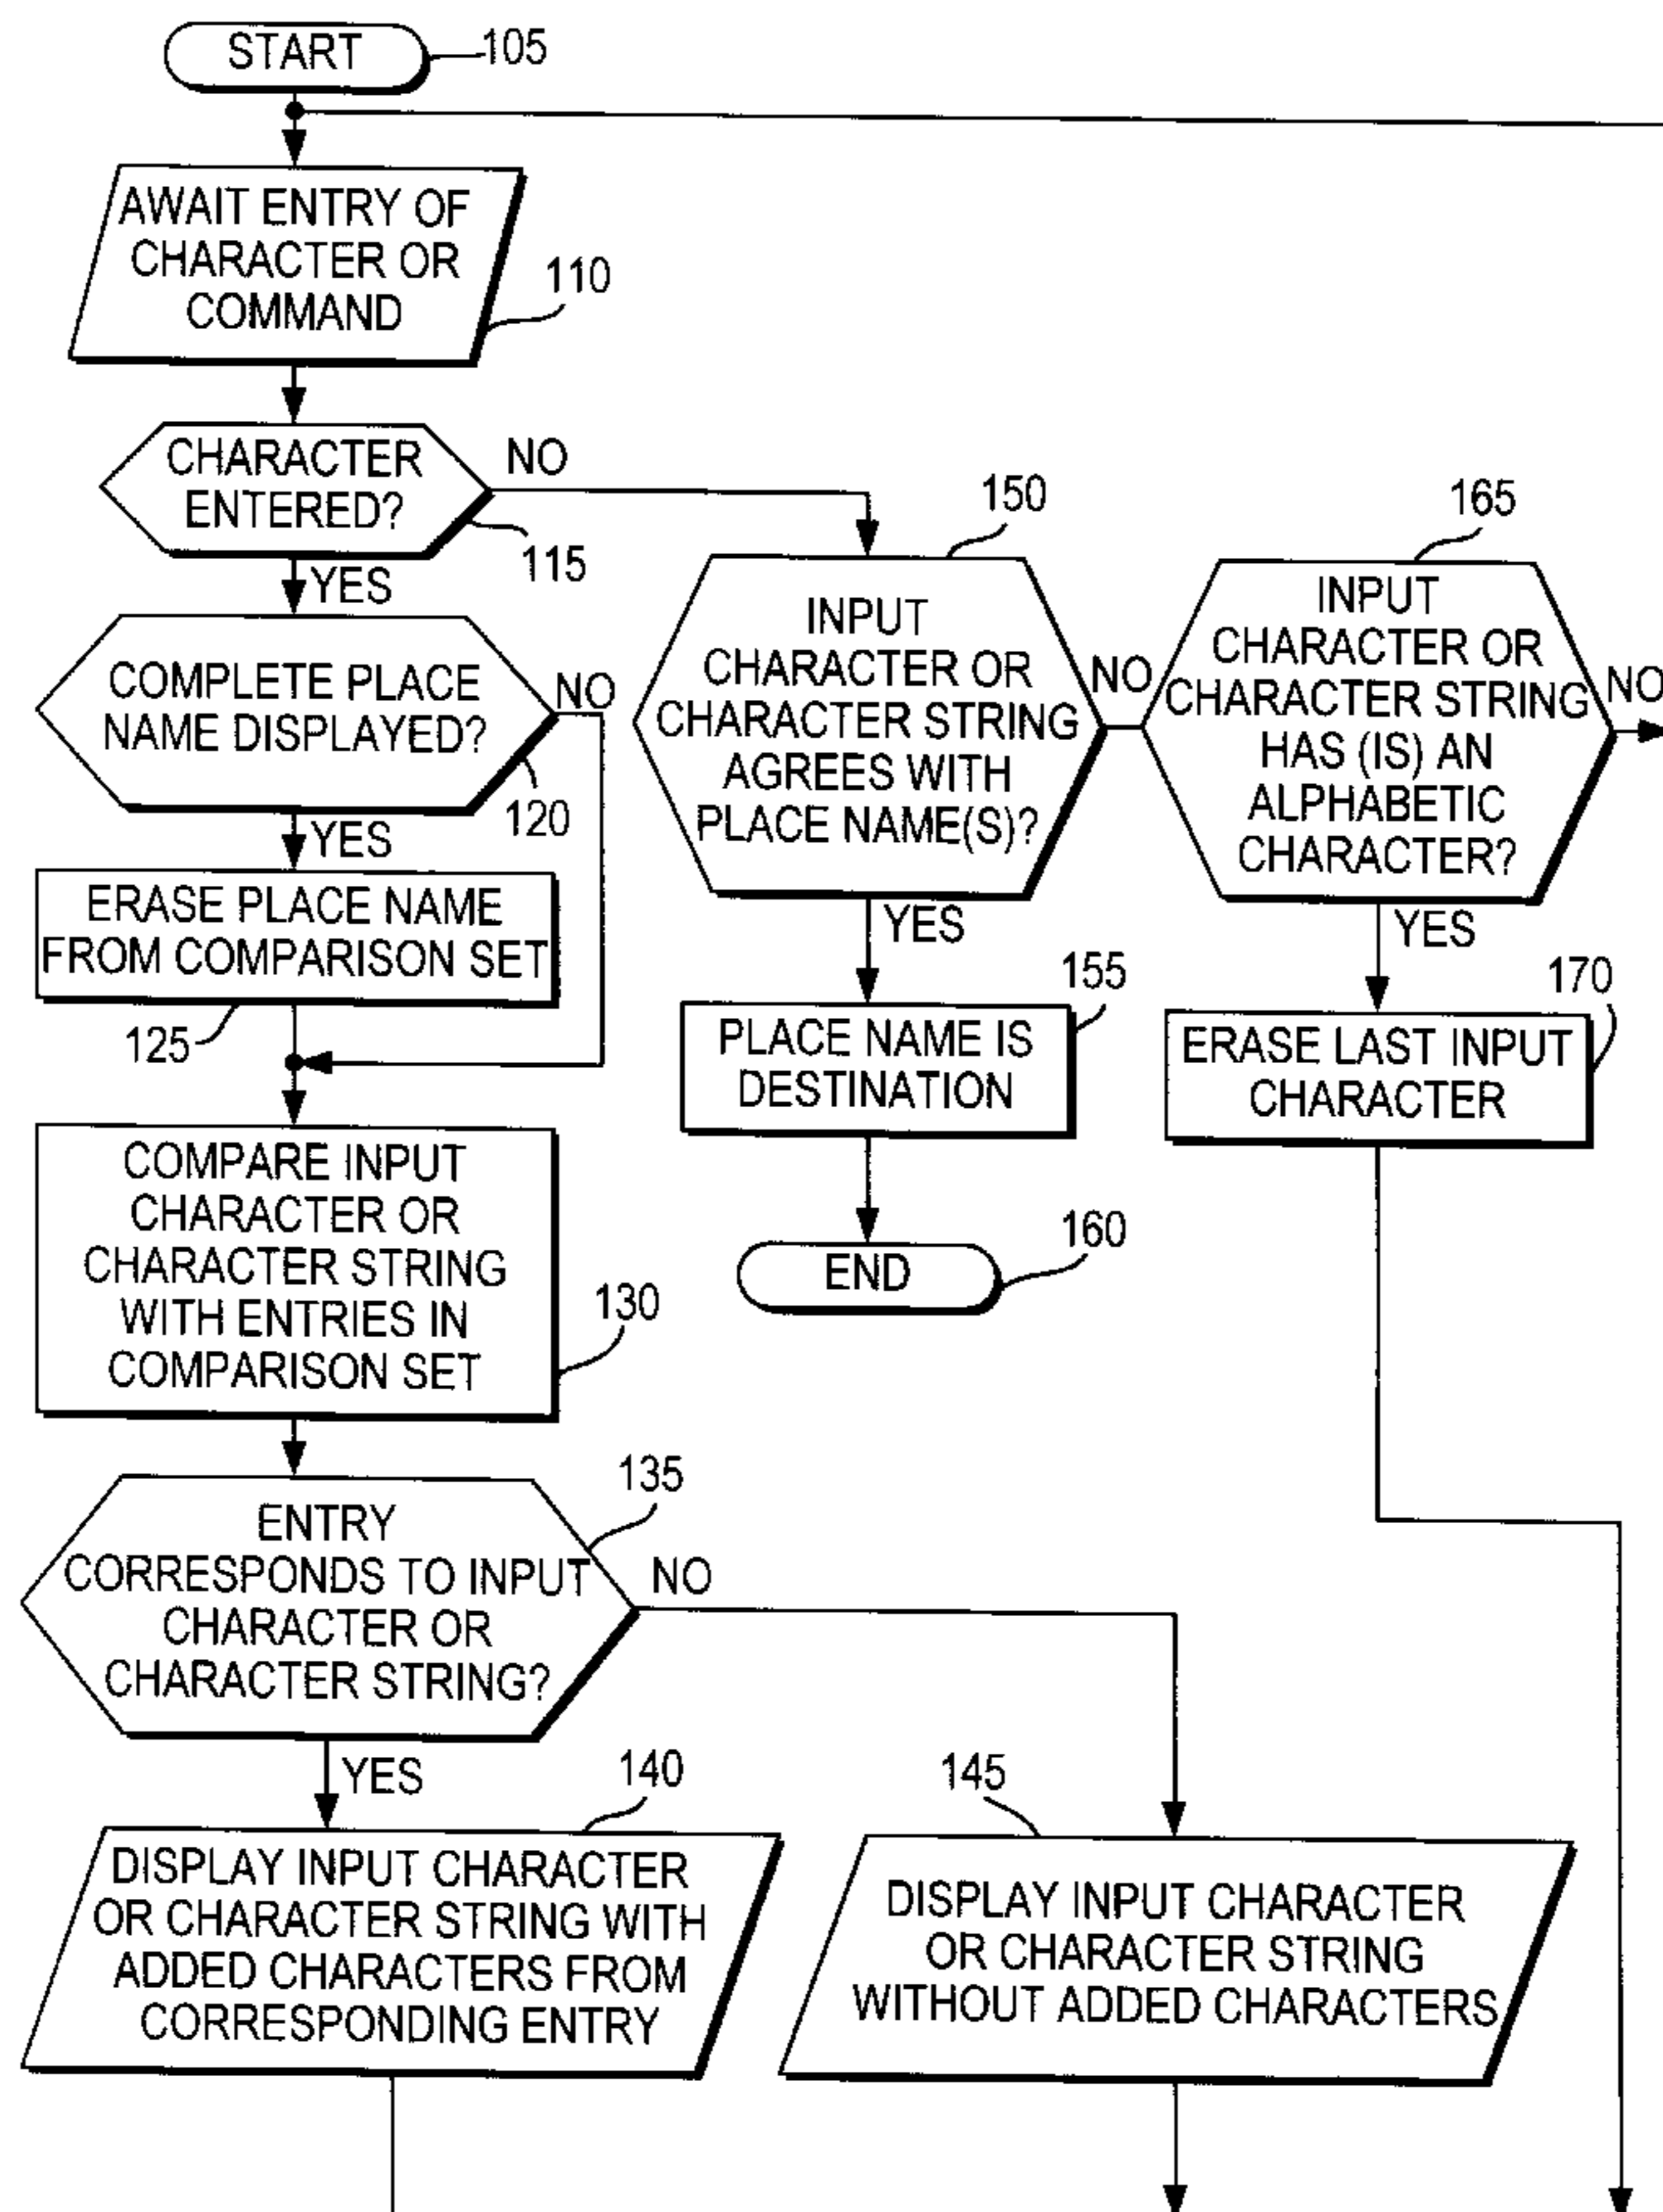 START
105
AWAIT ENTRY OF
CHARACTER OR
COMMAND
110
CHARACTER
ENTERED?
NO
115
YES
COMPLETE PLACE
NAME DISPLAYED?
NO
120
YES
ERASE PLACE NAME
FROM COMPARISON SET
125
COMPARE INPUT
CHARACTER OR
CHARACTER STRING
WITH ENTRIES IN
COMPARISON SET
130
135
ENTRY
CORRESPONDS TO INPUT
CHARACTER OR
CHARACTER STRING?
NO
YES
140
DISPLAY INPUT CHARACTER
OR CHARACTER STRING WITH
ADDED CHARACTERS FROM
CORRESPONDING ENTRY
145
DISPLAY INPUT CHARACTER
OR CHARACTER STRING
WITHOUT ADDED CHARACTERS
150
INPUT
CHARACTER OR
CHARACTER STRING
AGREES WITH
PLACE NAME(S)?
NO
YES
155
PLACE NAME IS
DESTINATION
160
END
165
INPUT
CHARACTER OR
CHARACTER STRING
HAS (IS) AN
ALPHABETIC
CHARACTER?
NO
YES
170
ERASE LAST INPUT
CHARACTER